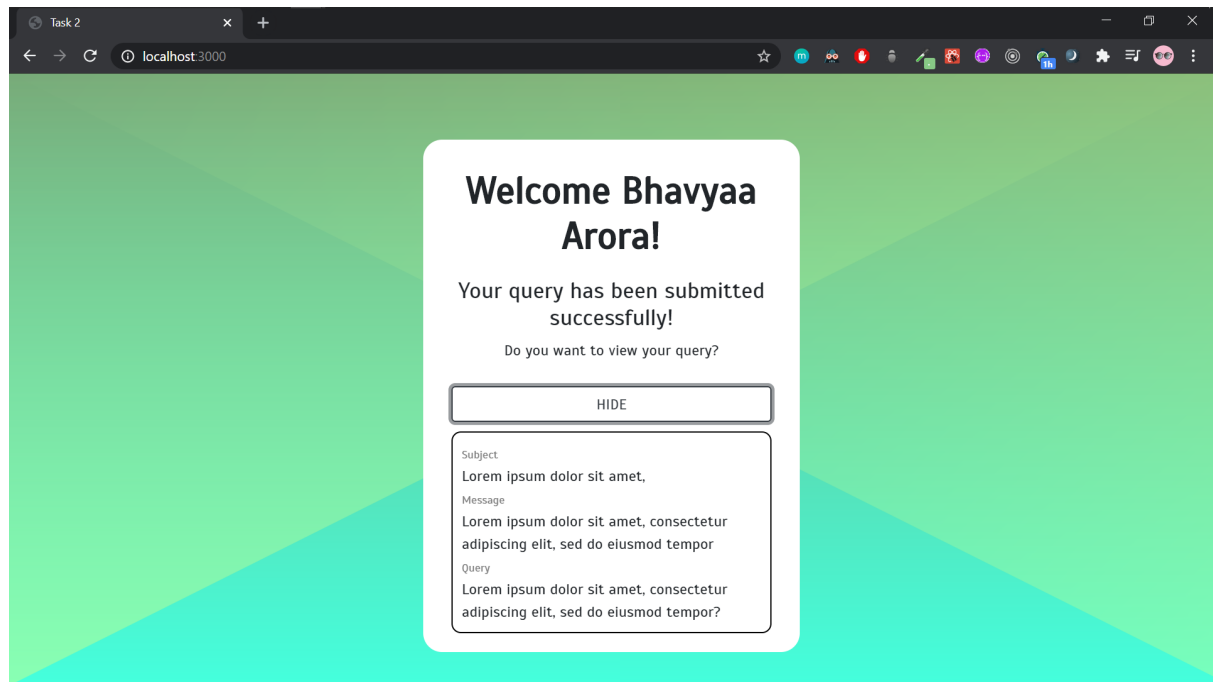 Task 2
localhost:3000
m
1h
Welcome Bhavyaa
Arora!
Your query has been submitted
successfully!
Do you want to view your query?
HIDE
Subject
Lorem ipsum dolor sit amet,
Message
Lorem ipsum dolor sit amet, consectetur
adipiscing elit, sed do eiusmod tempor
Query
Lorem ipsum dolor sit amet, consectetur
adipiscing elit, sed do eiusmod tempor?